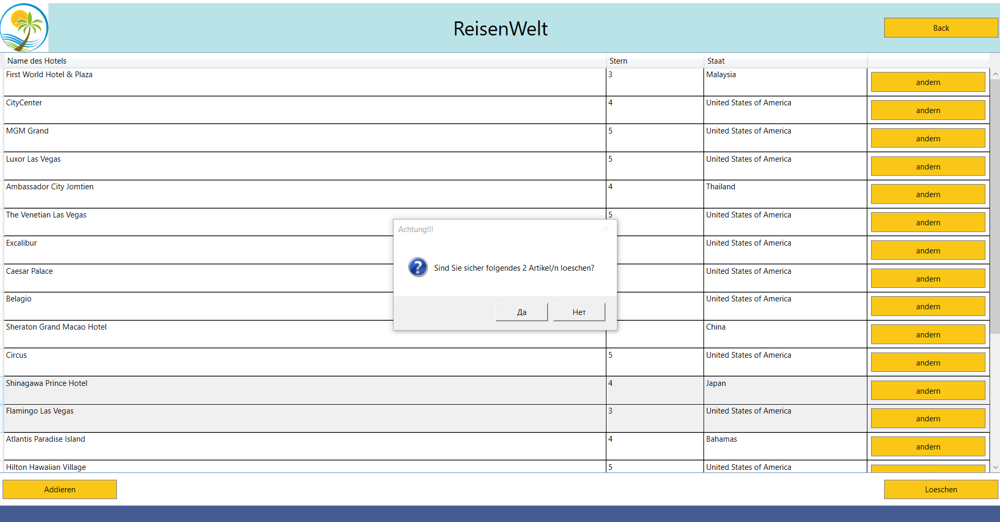 ReisenWelt
Back
Name des Hotels Stern Staat
First World Hotel & Plaza 3 Malaysia andern
CityCenter 4 United States of America andern
MGM Grand 5 United States of America andern
Luxor Las Vegas 5 United States of America andern
Ambassador City Jomtien 4 Thailand andern
The Venetian Las Vegas 5 United States of America andern
Excalibur United States of America andern
Caesar Palace United States of America andern
Belagio United States of America andern
Sheraton Grand Macao Hotel China andern
Circus 5 United States of America andern
Shinagawa Prince Hotel 4 Japan andern
Flamingo Las Vegas 3 United States of America andern
Atlantis Paradise Island 4 Bahamas andern
Hilton Hawaiian Village 5 United States of America
Achtung!!!
Sind Sie sicher folgendes 2 Artikel/n loeschen?
Да Нет
Addieren Loeschen